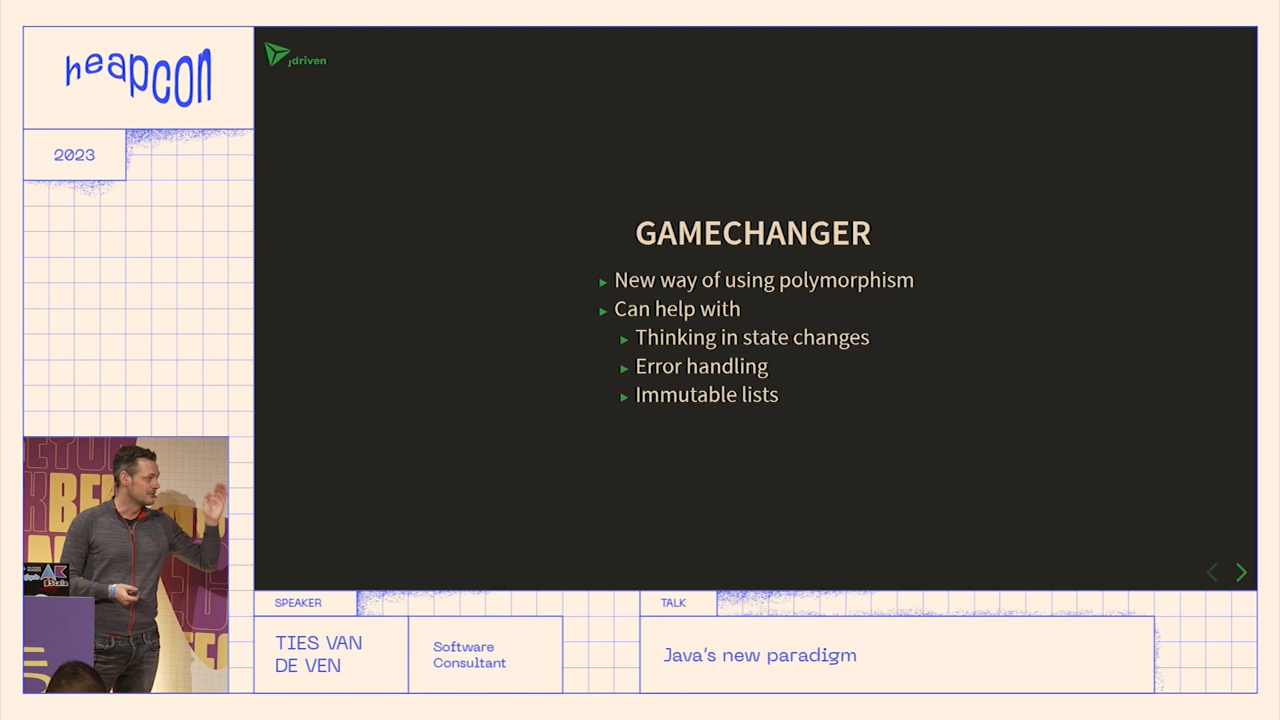 heapcon
2023
jdriven
GAMECHANGER
New way of using polymorphism
Can help with
Thinking in state changes
Error handling
Immutable lists
SPEAKER
TIES VAN
DE VEN
Software
Consultant
TALK
Java's new paradigm